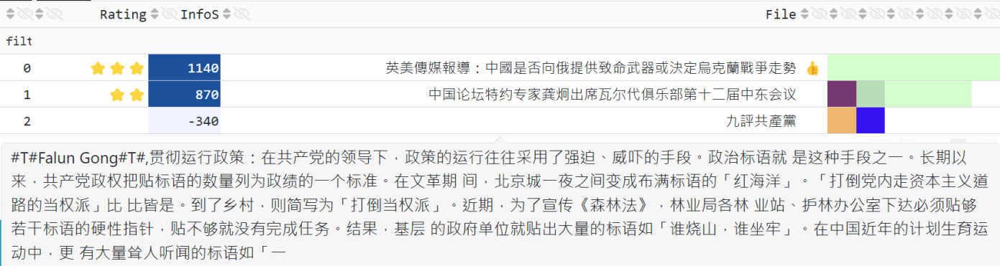 Rating InfoS File
filt
0 1140 英美傳媒報導：中國是否向俄提供致命武器或決定烏克蘭戰爭走勢 👍
1 870 中国论坛特约专家龚炯出席瓦尔代俱乐部第十二届中东会议
2 -340 九評共產黨
#T#Falun Gong#T#,贯彻运行政策：在共产党的领导下，政策的运行往往采用了强迫、威吓的手段。政治标语就 是这种手段之一。长期以
来，共产党政权把贴标语的数量列为政绩的一个标准。在文革期 间，北京城一夜之间变成布满标语的「红海洋」。「打倒党内走资本主义道
路的当权派」比 比皆是。到了乡村，则简写为「打倒当权派」。近期，为了宣传《森林法》，林业局各林 业站、护林办公室下达必须贴够
若干标语的硬性指针，贴不够就没有完成任务。结果，基层 的政府单位就贴出大量的标语如「谁烧山，谁坐牢」。在中国近年的计划生育运
动中，更 有大量耸人听闻的标语如「一